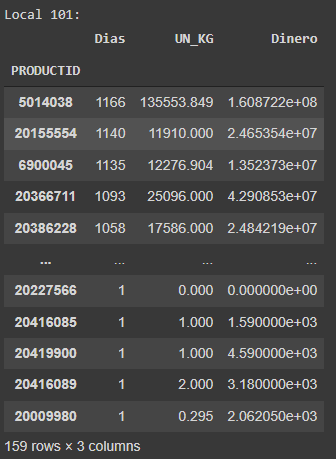 Local 101:
Dias UN_KG Dinero
PRODUCTID
5014038 1166 135553.849 1.608722e+08
20155554 1140 11910.000 2.465354e+07
6900045 1135 12276.904 1.352373e+07
20366711 1093 25096.000 4.290853e+07
20386228 1058 17586.000 2.484219e+07
... ... ... ...
20227566 1 0.000 0.000000e+00
20416085 1 1.000 1.590000e+03
20419900 1 1.000 4.590000e+03
20416089 1 2.000 3.180000e+03
20009980 1 0.295 2.062050e+03
159 rows × 3 columns